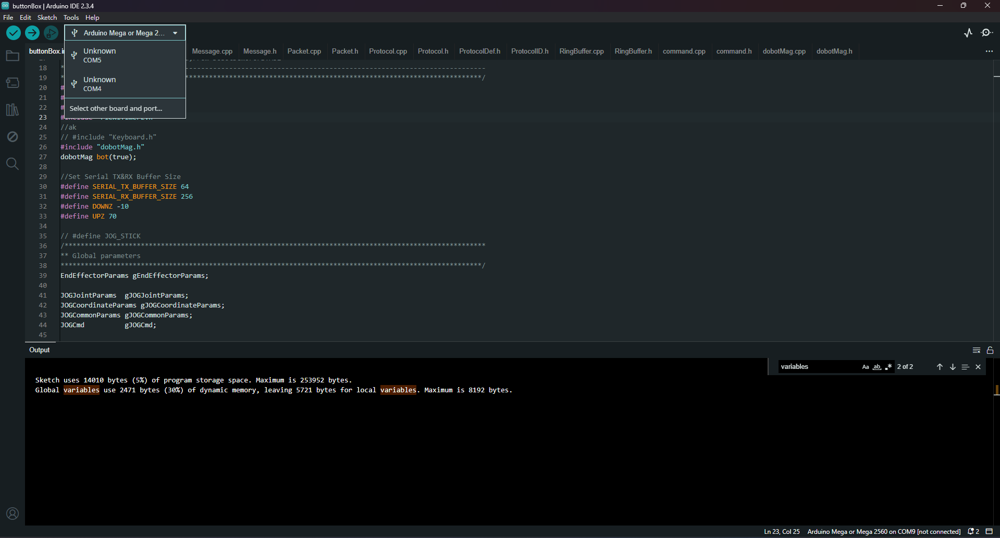 buttonBox | Arduino IDE 2.3.4
File Edit Sketch Tools Help
Arduino Mega or Mega 2...
Unknown
COM5
Unknown
COM4
Select other board and port...
buttonBox.i Message.cpp Message.h Packet.cpp Packet.h Protocol.cpp Protocol.h ProtocolDef.h ProtocolID.h RingBuffer.cpp RingBuffer.h command.cpp command.h dobotMag.cpp dobotMag.h
18
19
20 #
21 #
22 #
23
24 //ak
25 // #include "Keyboard.h"
26 #include "dobotMag.h"
27 dobotMag bot(true);
28
29 //Set Serial TX&RX Buffer Size
30 #define SERIAL_TX_BUFFER_SIZE 64
31 #define SERIAL_RX_BUFFER_SIZE 256
32 #define DOWNZ -10
33 #define UPZ 70
34
35 // #define JOG_STICK
36
37 ** Global parameters
38
39 EndEffectorParams gEndEffectorParams;
40
41 JOGJointParams gJOGJointParams;
42 JOGCoordinateParams gJOGCoordinateParams;
43 JOGCommonParams gJOGCommonParams;
44 JOGCmd gJOGCmd;
45
Output
variables Aa ab .* 2 of 2
Sketch uses 14010 bytes (5%) of program storage space. Maximum is 253952 bytes.
Global variables use 2471 bytes (30%) of dynamic memory, leaving 5721 bytes for local variables. Maximum is 8192 bytes.
Ln 23, Col 25 Arduino Mega or Mega 2560 on COM9 [not connected] 2